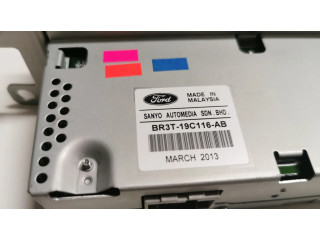 Ford
MADE IN
MALAYSIA
SANYO AUTOMEDIA SDN. BHD.
BR3T-19C116-AB
MARCH 2013